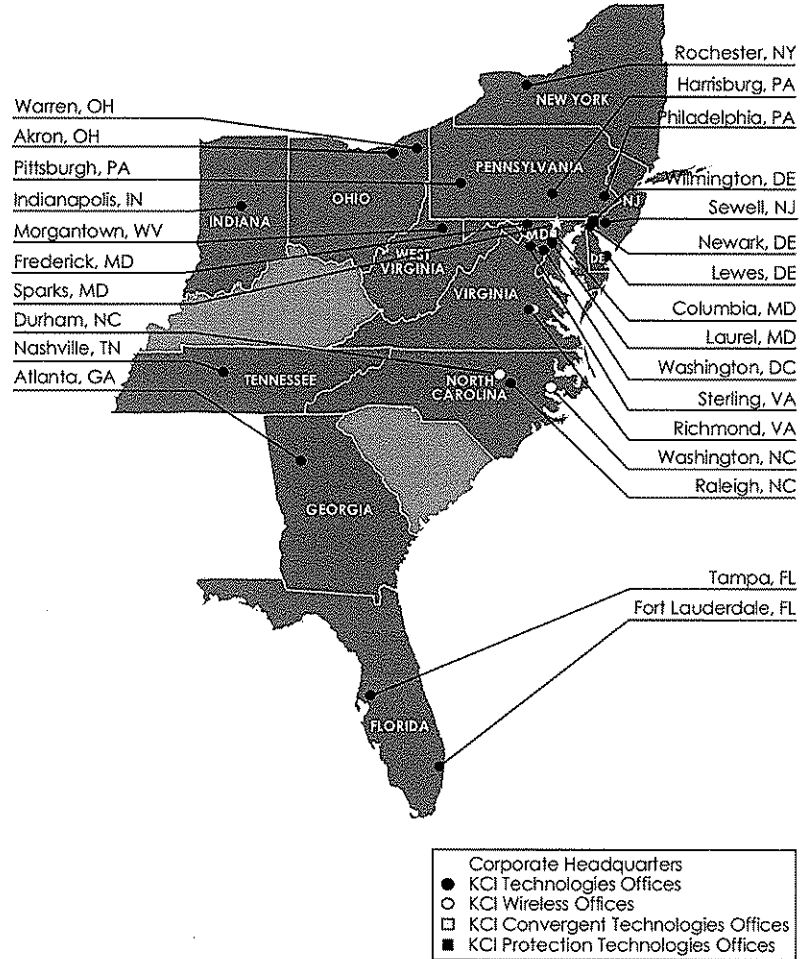 Warren, OH
Akron, OH
Pittsburgh, PA
Indianapolis, IN
Morgantown, WV
Frederick, MD
Sparks, MD
Durham, NC
Nashville, TN
Atlanta, GA
Rochester, NY
Harrisburg, PA
Philadelphia, PA
Wilmington, DE
Sewell, NJ
Newark, DE
Lewes, DE
Columbia, MD
Laurel, MD
Washington, DC
Sterling, VA
Richmond, VA
Washington, NC
Raleigh, NC
Tampa, FL
Fort Lauderdale, FL
NEW YORK
PENNSYLVANIA
OHIO
INDIANA
NJ
MD
DE
WEST
VIRGINIA
VIRGINIA
TENNESSEE
NORTH
CAROLINA
GEORGIA
FLORIDA
Corporate Headquarters
KCI Technologies Offices
KCI Wireless Offices
KCI Convergent Technologies Offices
KCI Protection Technologies Offices